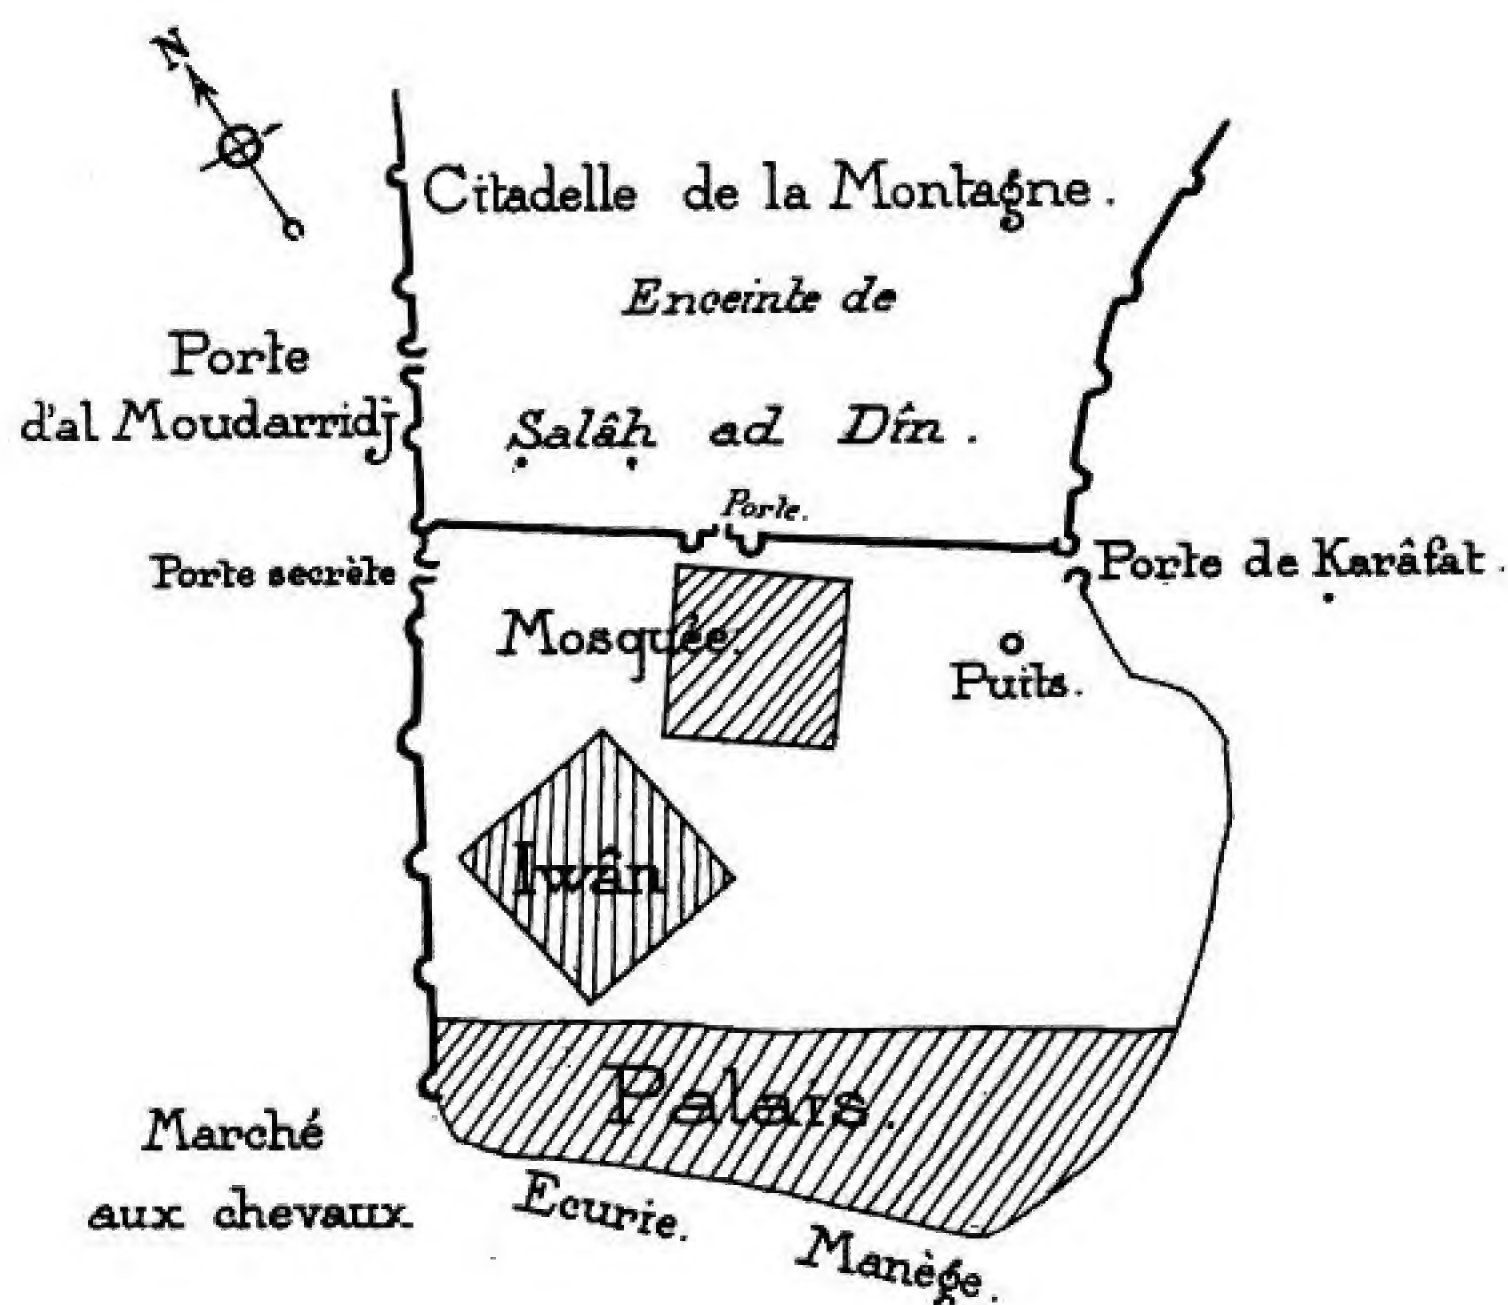 N
Citadelle de la Montagne.
Enceinte de
Porte
d'al Moudarridj
Ṣalâḥ ad Dîn.
Porte.
Porte secrète
Porte de Ḳarâfat.
Mosquée.
Puits.
Iwân
Palais.
Marché
aux chevaux
Ecurie.
Manège.